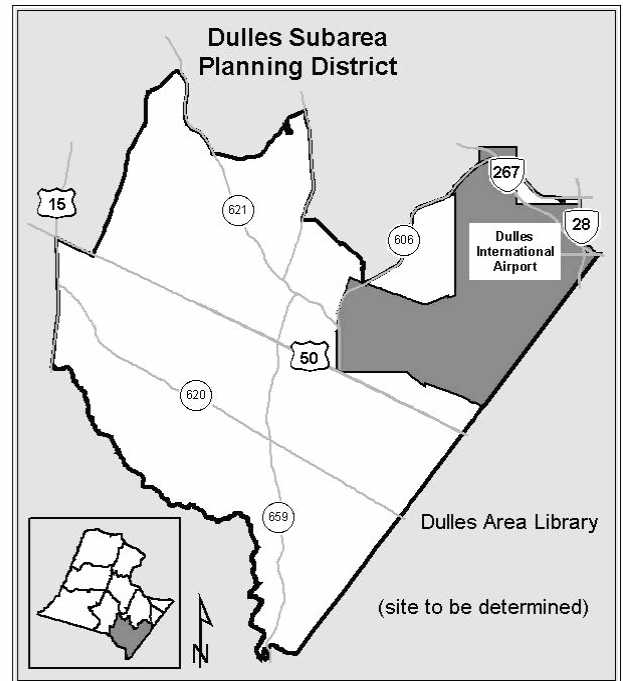 Dulles Subarea
Planning District
267
15
621
28
606
Dulles
International
Airport
50
620
659
Dulles Area Library
(site to be determined)
N